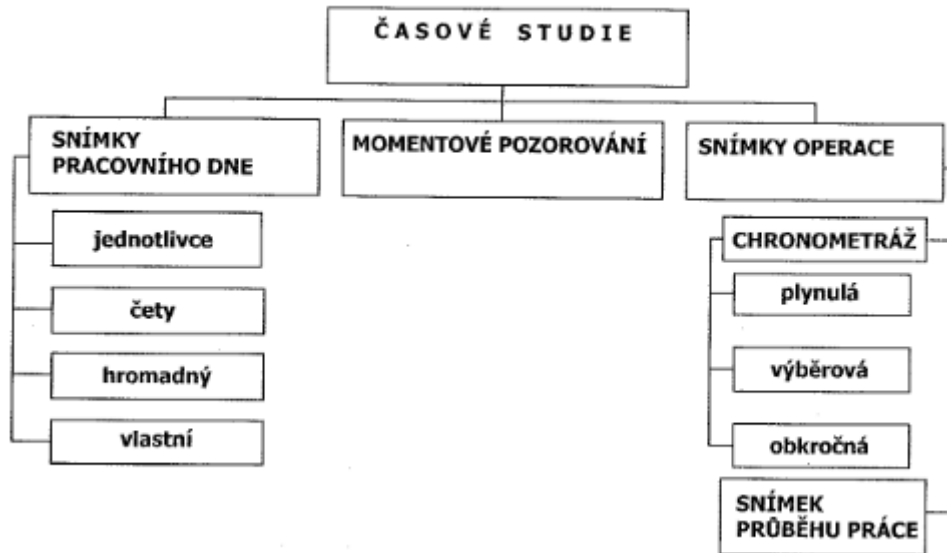 ČASOVÉ STUDIE
SNÍMKY
PRACOVNÍHO DNE
MOMENTOVÉ POZOROVÁNÍ
SNÍMKY OPERACE
jednotlivce
čety
hromadný
vlastní
CHRONOMETRÁŽ
plynulá
výběrová
obkročná
SNÍMEK
PRŮBĚHU PRÁCE